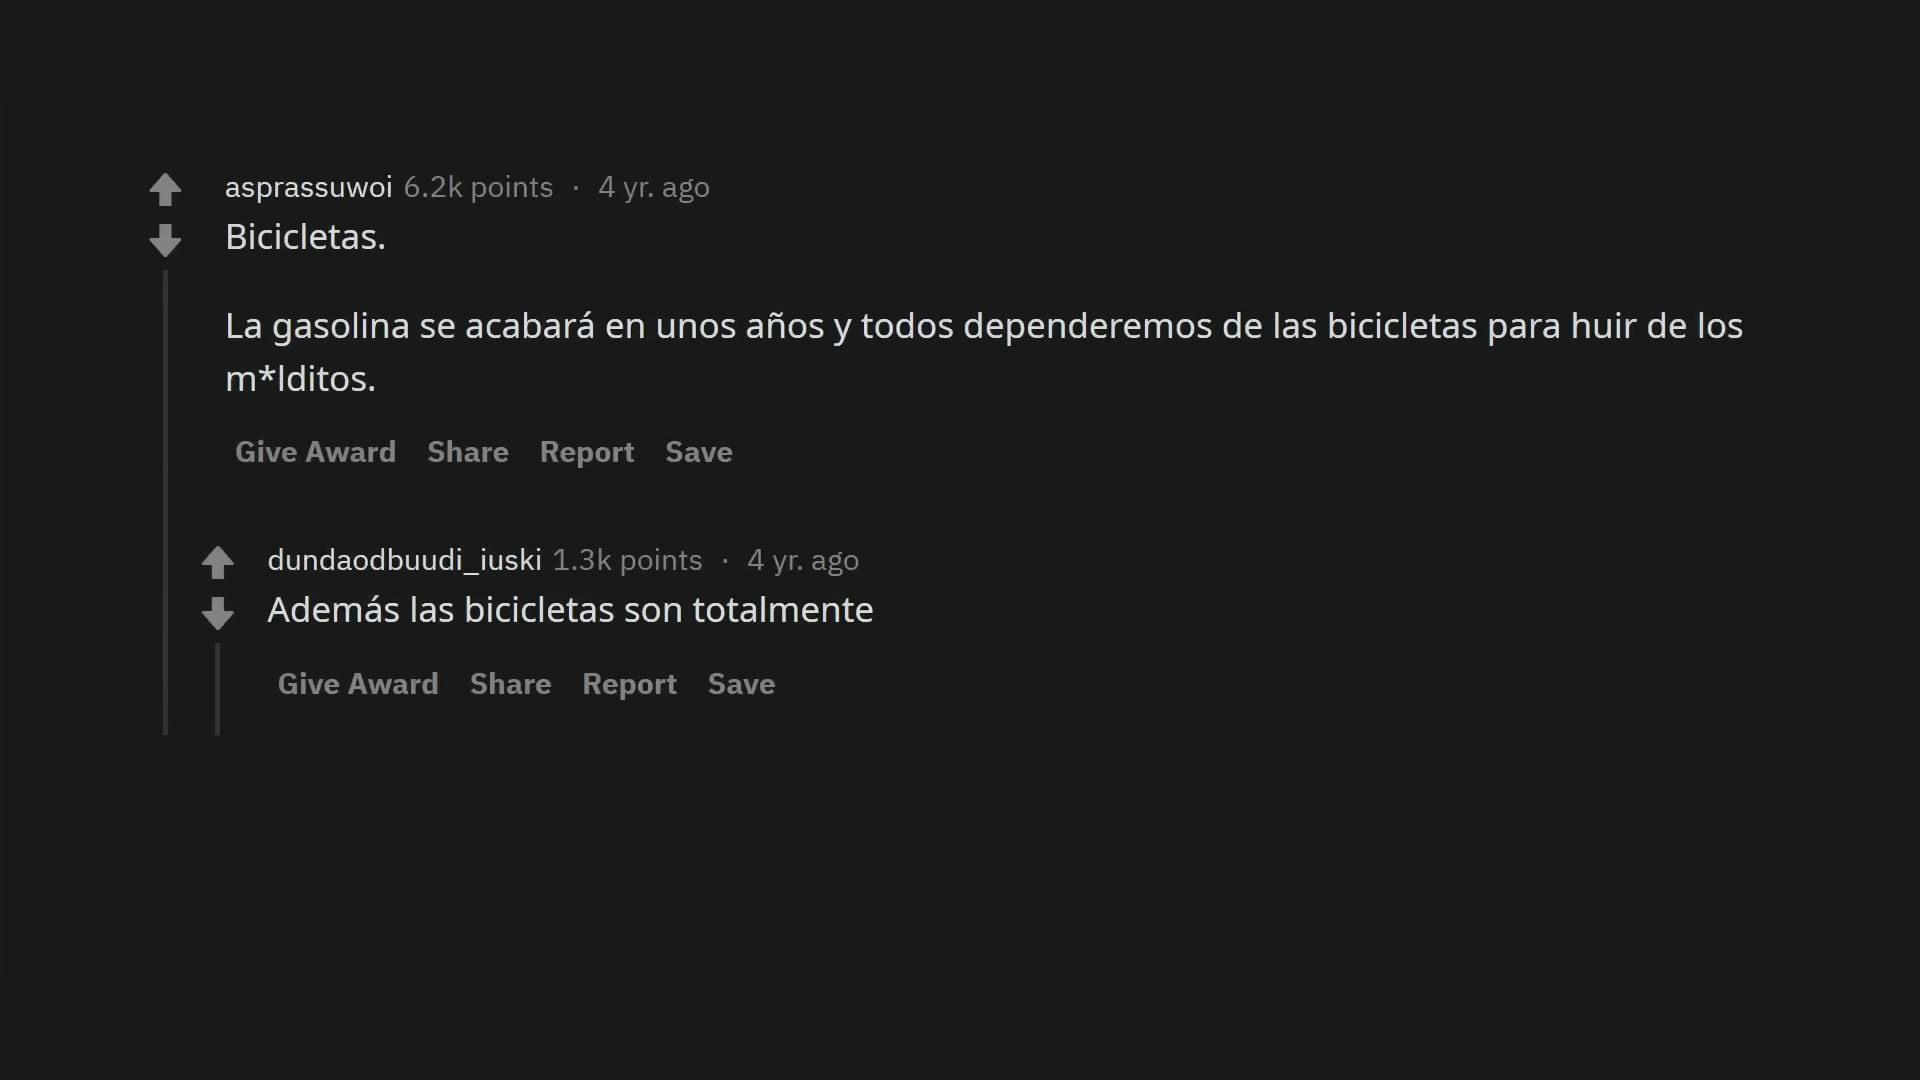 asprassuwoi 6.2k points · 4 yr. ago
Bicicletas.
La gasolina se acabará en unos años y todos dependeremos de las bicicletas para huir de los
m*lditos.
Give Award Share Report Save
dundaodbuudi_iuski 1.3k points · 4 yr. ago
Además las bicicletas son totalmente
Give Award Share Report Save